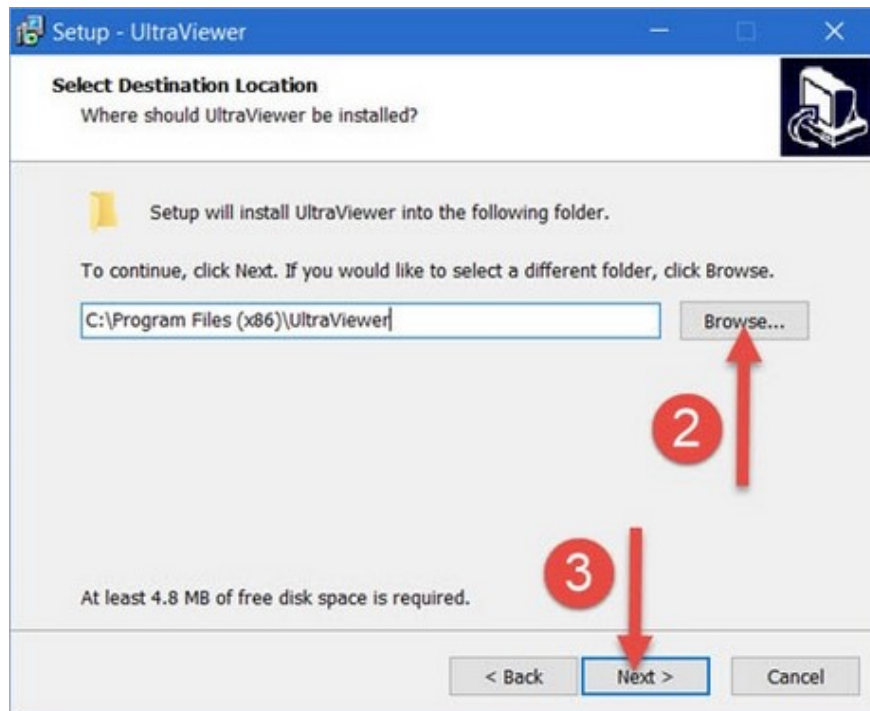 Setup - UltraViewer
Select Destination Location
Where should UltraViewer be installed?
Setup will install UltraViewer into the following folder.
To continue, click Next. If you would like to select a different folder, click Browse.
C:\Program Files (x86)\UltraViewer
Browse...
2
3
At least 4.8 MB of free disk space is required.
< Back
Next >
Cancel